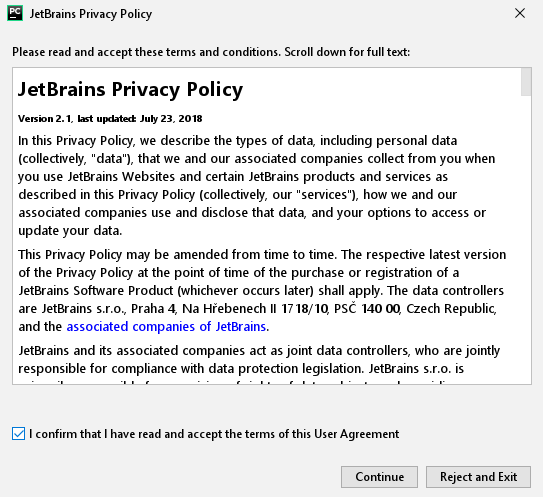 PC JetBrains Privacy Policy
Please read and accept these terms and conditions. Scroll down for full text:
JetBrains Privacy Policy
Version 2.1, last updated: July 23, 2018
In this Privacy Policy, we describe the types of data, including personal data
(collectively, "data"), that we and our associated companies collect from you when
you use JetBrains Websites and certain JetBrains products and services as
described in this Privacy Policy (collectively, our "services"), how we and our
associated companies use and disclose that data, and your options to access or
update your data.
This Privacy Policy may be amended from time to time. The respective latest version
of the Privacy Policy at the point of time of the purchase or registration of a
JetBrains Software Product (whichever occurs later) shall apply. The data controllers
are JetBrains s.r.o., Praha 4, Na Hřebenech II 1718/10, PSČ 140 00, Czech Republic,
and the associated companies of JetBrains.
JetBrains and its associated companies act as joint data controllers, who are jointly
responsible for compliance with data protection legislation. JetBrains s.r.o. is
I confirm that I have read and accept the terms of this User Agreement
Continue
Reject and Exit